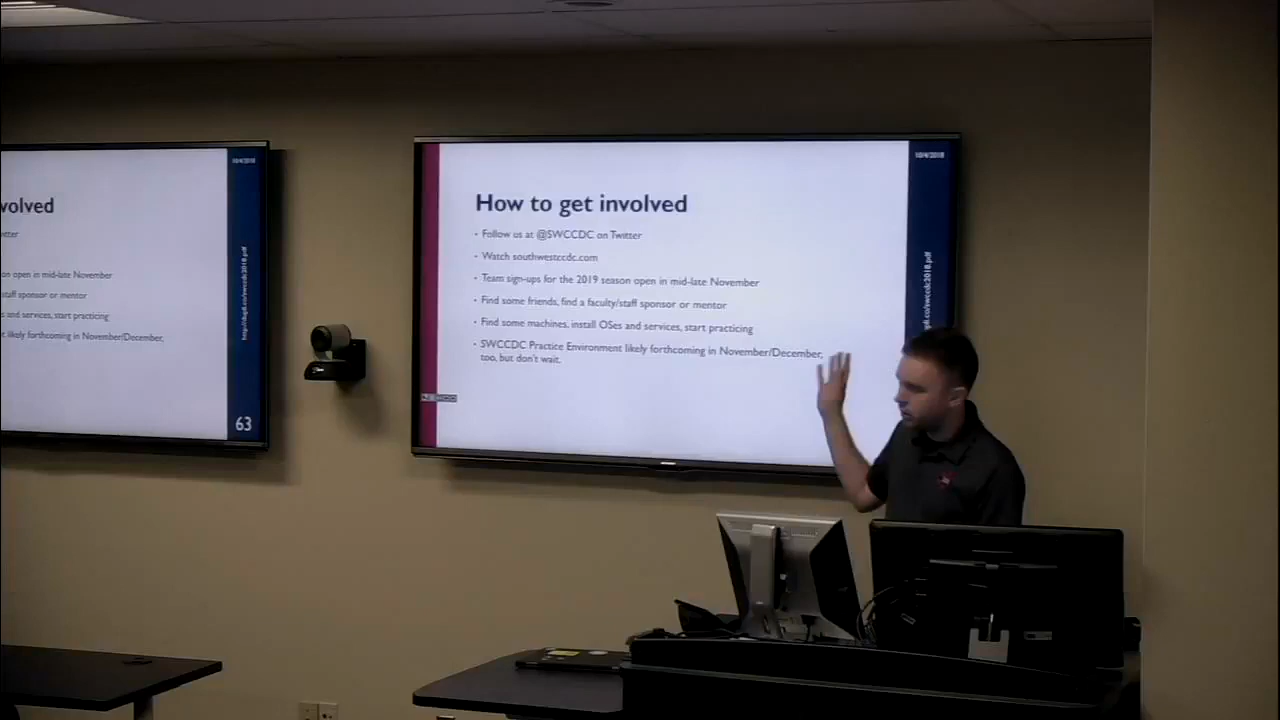 volved
itter
on open in mid-late November
staff sponsor or mentor
s and services, start practicing
likely forthcoming in November/December,
10/4/2018
63
How to get involved
• Follow us at @SWCCDC on Twitter
• Watch southwestccdc.com
• Team sign-ups for the 2019 season open in mid-late November
• Find some friends, find a faculty/staff sponsor or mentor
• Find some machines, install OSes and services, start practicing
• SWCCDC Practice Environment likely forthcoming in November/December,
too, but don't wait.
10/4/2018